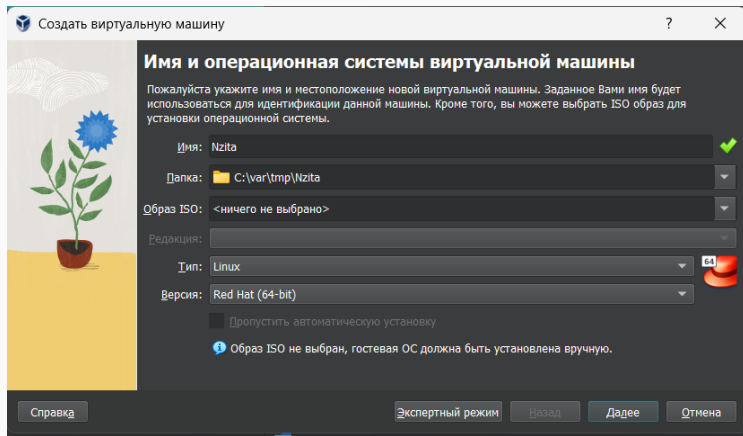 Создать виртуальную машину
?
Имя и операционная системы виртуальной машины
Пожалуйста укажите имя и местоположение новой виртуальной машины. Заданное Вами имя будет
использоваться для идентификации данной машины. Кроме того, вы можете выбрать ISO образ для
установки операционной системы.
Имя: Nzita
Папка: C:\var\tmp\Nzita
Образ ISO: <ничего не выбрано>
Редакция:
Тип: Linux
64
Версия: Red Hat (64-bit)
Пропустить автоматическую установку
Образ ISO не выбран, гостевая ОС должна быть установлена вручную.
Справка Экспертный режим Назад Далее Отмена